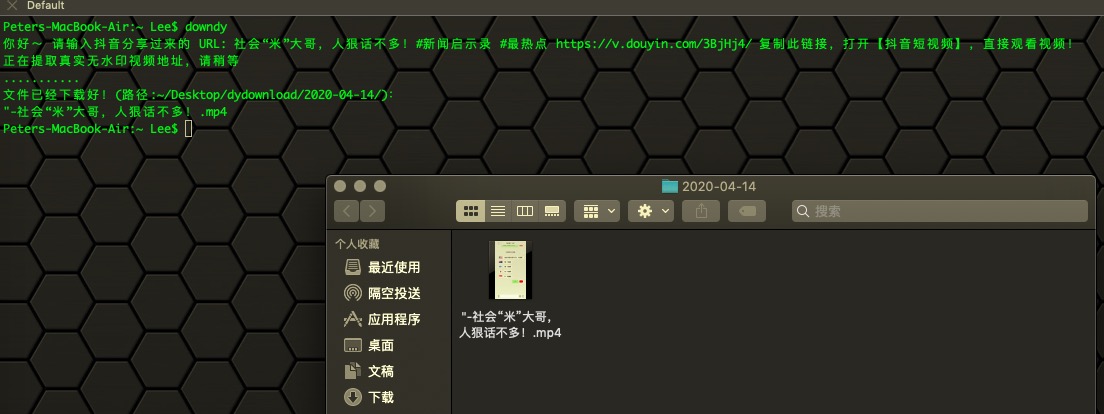 Default
Peters-MacBook-Air:~ Lee$ downdy
你好～ 请输入抖音分享过来的 URL: 社会“米”大哥，人狠话不多！#新闻启示录 #最热点 https://v.douyin.com/3BjHj4/ 复制此链接，打开【抖音短视频】，直接观看视频！
正在提取真实无水印视频地址，请稍等
...........
文件已经下载好！(路径:~/Desktop/dydownload/2020-04-14/):
"-社会“米”大哥，人狠话不多！.mp4
Peters-MacBook-Air:~ Lee$
2020-04-14
搜索
个人收藏
最近使用
隔空投送
应用程序
桌面
文稿
下载
"-社会“米”大哥，
人狠话不多！.mp4